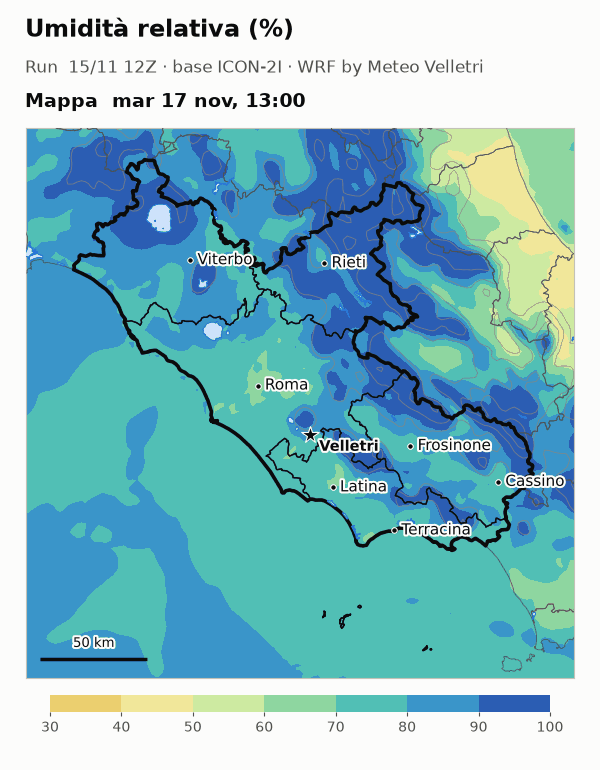 Umidità relativa (%)
Run  15/11 12Z · base ICON-2I · WRF by Meteo Velletri
Mappa  mar 17 nov, 13:00
Viterbo
Rieti
Roma
Velletri
Frosinone
Cassino
Latina
Terracina
50 km
30 40 50 60 70 80 90 100